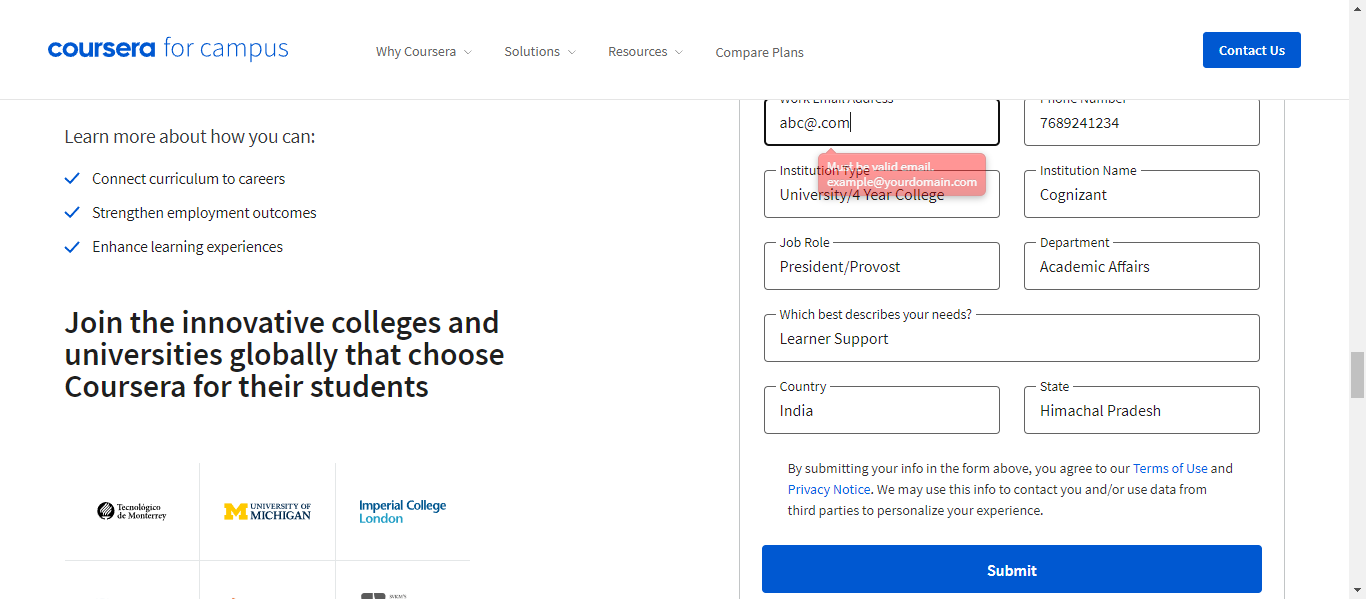 coursera for campus
Why Coursera
Solutions
Resources
Compare Plans
Contact Us
Learn more about how you can:
Connect curriculum to careers
Strengthen employment outcomes
Enhance learning experiences
Join the innovative colleges and
universities globally that choose
Coursera for their students
Tecnológico
de Monterrey
M UNIVERSITY OF
MICHIGAN
Imperial College
London
Work Email Address
abc@.com
Phone Number
7689241234
Must be valid email.
example@yourdomain.com
Institution Type
University/4 Year College
Institution Name
Cognizant
Job Role
President/Provost
Department
Academic Affairs
Which best describes your needs?
Learner Support
Country
India
State
Himachal Pradesh
By submitting your info in the form above, you agree to our Terms of Use and
Privacy Notice. We may use this info to contact you and/or use data from
third parties to personalize your experience.
Submit